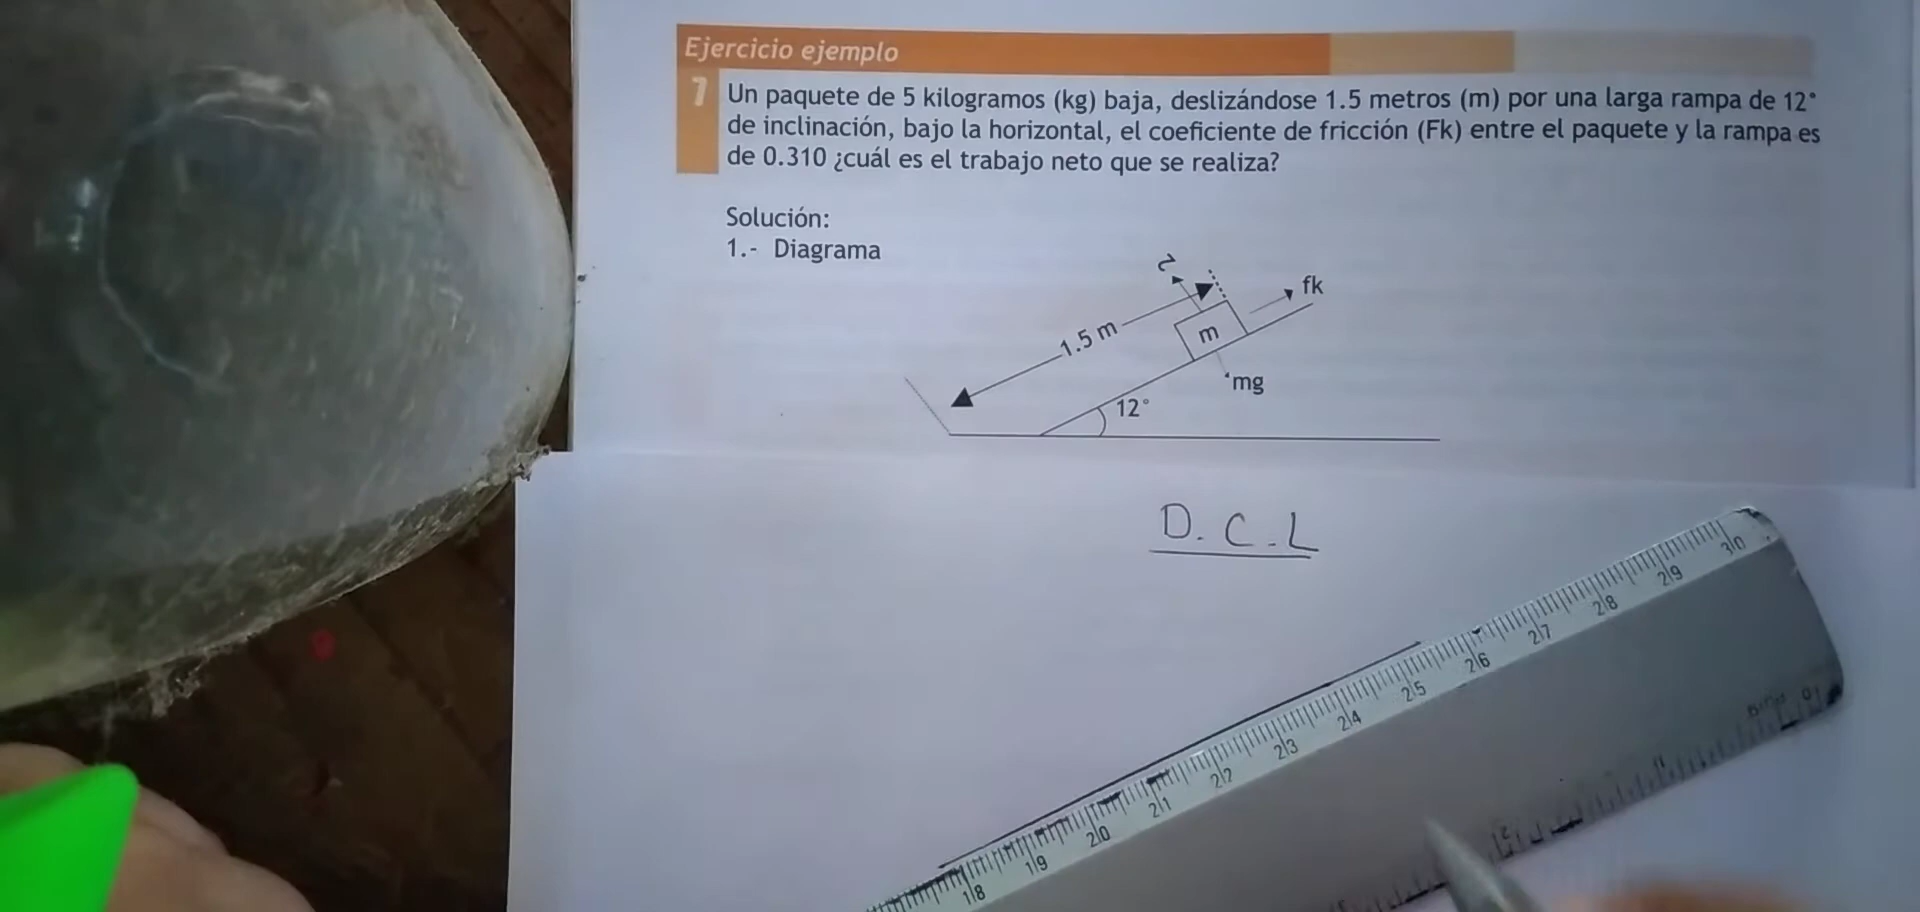 Ejercicio ejemplo
7 Un paquete de 5 kilogramos (kg) baja, deslizándose 1.5 metros (m) por una larga rampa de 12°
de inclinación, bajo la horizontal, el coeficiente de fricción (Fk) entre el paquete y la rampa es
de 0.310 ¿cuál es el trabajo neto que se realiza?
Solución:
1.- Diagrama
fk
1.5 m
m
mg
12°
D. C.L
18 19 20 21 22 23 24 25 26 27 28 29 30